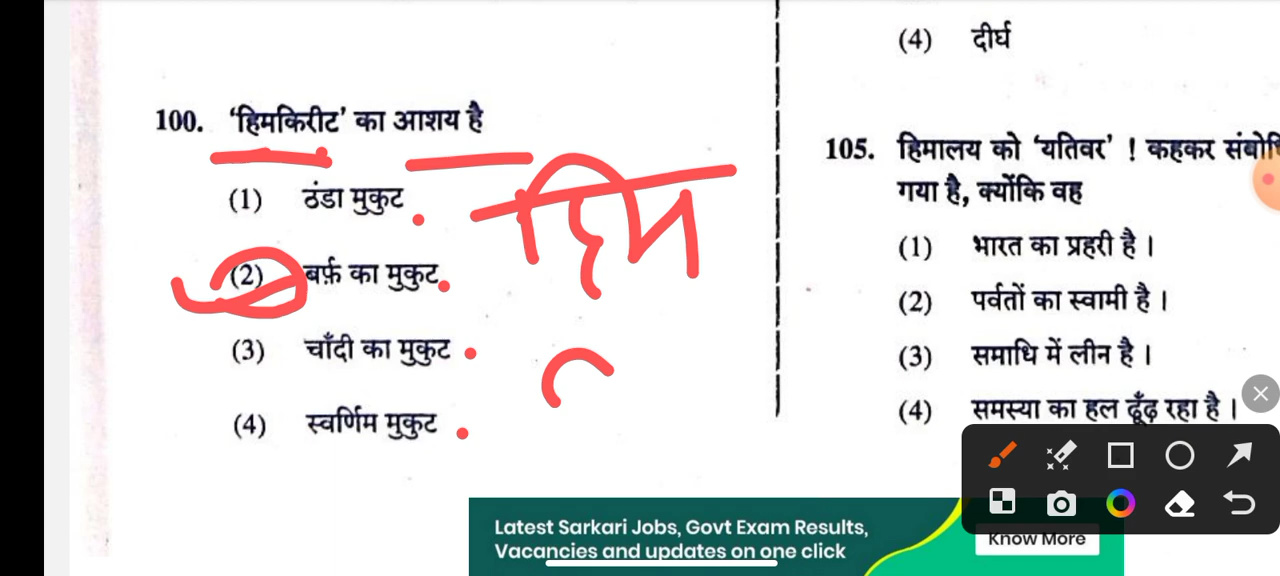 100. ‘हिमकिरीट’ का आशय है
(1) ठंडा मुकुट
(2) बर्फ़ का मुकुट
(3) चाँदी का मुकुट
(4) स्वर्णिम मुकुट
हिम
(4) दीर्घ
105. हिमालय को ‘यतिवर’ ! कहकर
गया है, क्योंकि वह
(1) भारत का प्रहरी है ।
(2) पर्वतों का स्वामी है ।
(3) समाधि में लीन है ।
(4) समस्या का हल ढूँढ़ रहा है ।
Latest Sarkari Jobs, Govt Exam Results,
Vacancies and updates on one click
Know More